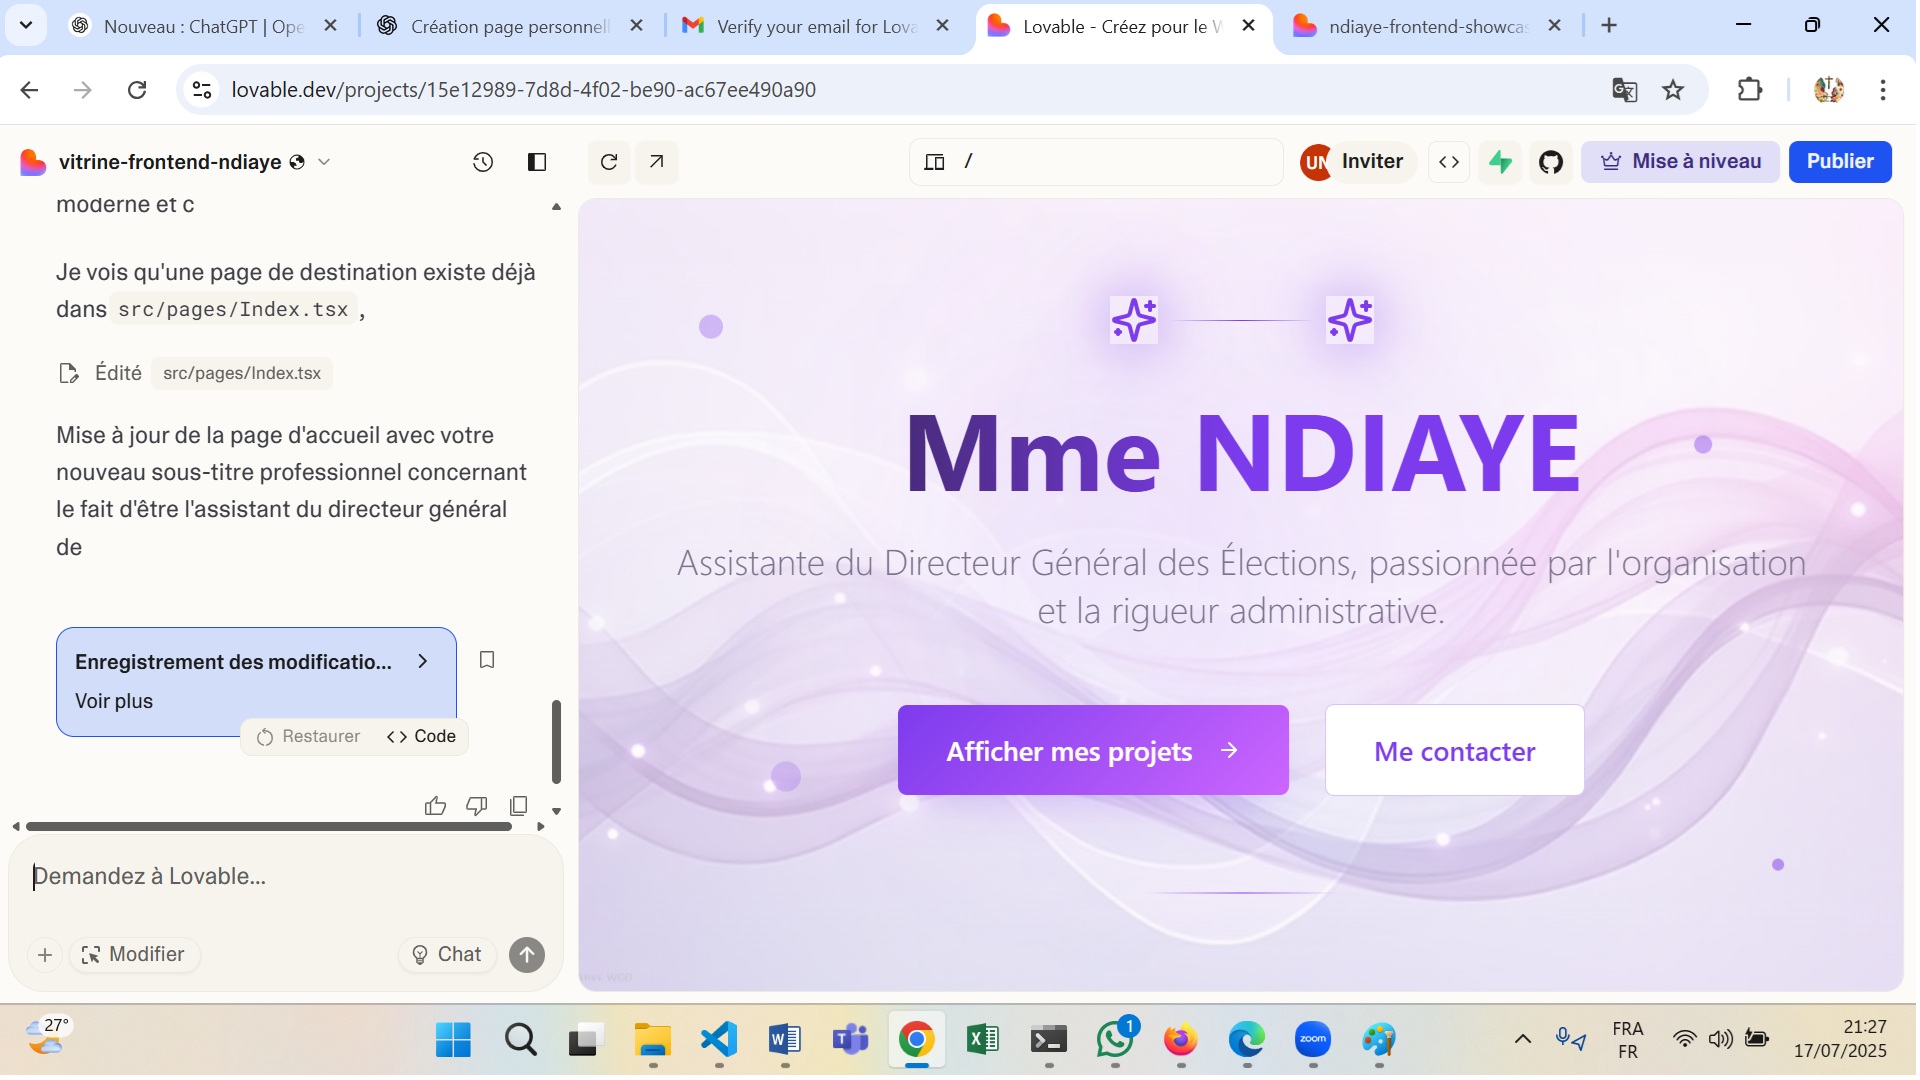 Nouveau : ChatGPT | Ope
Création page personnell
Verify your email for Lova
Lovable - Créez pour le W
ndiaye-frontend-showcas
lovable.dev/projects/15e12989-7d8d-4f02-be90-ac67ee490a90
vitrine-frontend-ndiaye
/
UN
Inviter
Mise à niveau
Publier
moderne et c
Je vois qu'une page de destination existe déjà
dans src/pages/Index.tsx ,
Édité src/pages/Index.tsx
Mise à jour de la page d'accueil avec votre
nouveau sous-titre professionnel concernant
le fait d'être l'assistant du directeur général
de
Enregistrement des modificatio...
Voir plus
Restaurer
<> Code
Demandez à Lovable...
Modifier
Chat
Mme NDIAYE
Assistante du Directeur Général des Élections, passionnée par l'organisation
et la rigueur administrative.
Afficher mes projets →
Me contacter
27°
zoom
1
FRA
FR
21:27
17/07/2025